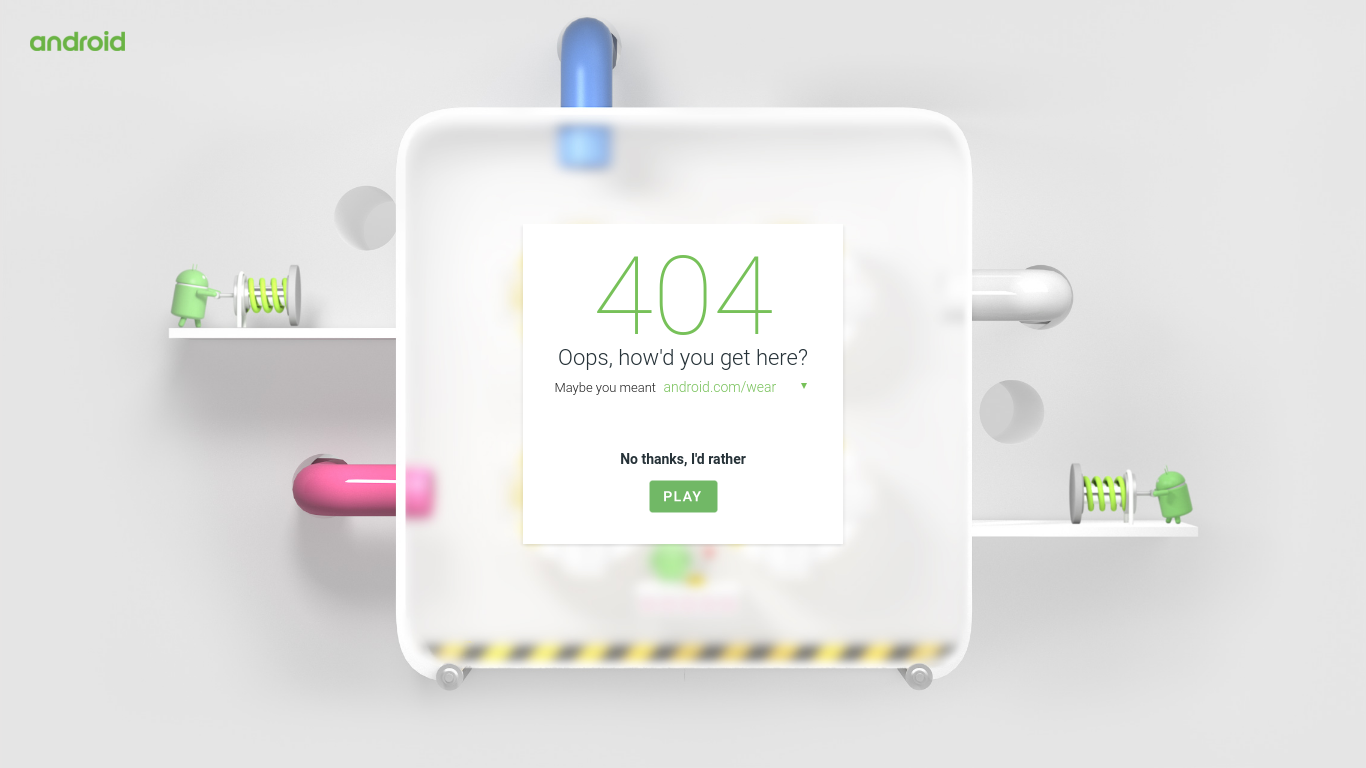 android
404
Oops, how'd you get here?
Maybe you meant android.com/wear
No thanks, I'd rather
PLAY